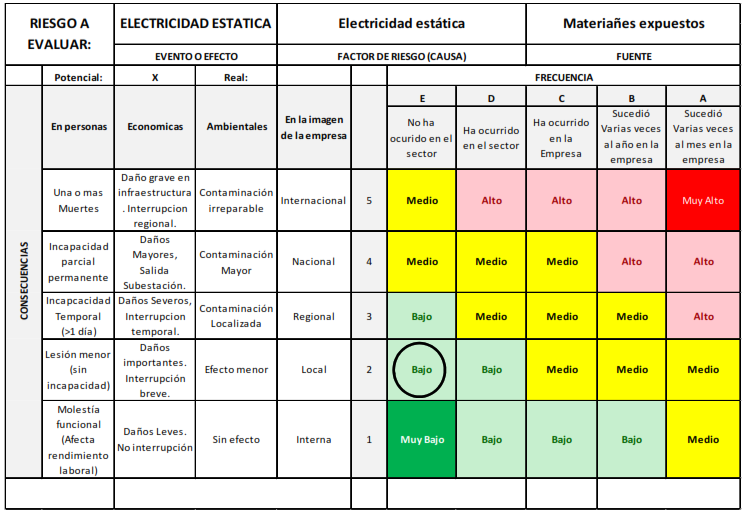 RIESGO A
EVALUAR:
ELECTRICIDAD ESTATICA
Electricidad estática
Materiañes expuestos
EVENTO O EFECTO
FACTOR DE RIESGO (CAUSA)
FUENTE
Potencial:
X
Real:
FRECUENCIA
CONSECUENCIAS
En personas
Economicas
Ambientales
En la imagen
de la empresa
E
D
C
B
A
No ha
ocurido en el
sector
Ha ocurrido
en el sector
Ha ocurrido
en la
Empresa
Sucedió
Varias veces
al año en la
empresa
Sucedió
Varias veces
al mes en la
empresa
Una o mas
Muertes
Daño grave en
infraestructura
. Interrupcion
regional.
Contaminación
irreparable
Internacional
5
Medio
Alto
Alto
Alto
Muy Alto
Incapacidad
parcial
permanente
Daños
Mayores,
Salida
Subestación.
Contaminación
Mayor
Nacional
4
Medio
Medio
Medio
Alto
Alto
Incapcacidad
Temporal
(>1 día)
Daños Severos,
Interrupcion
temporal.
Contaminación
Localizada
Regional
3
Bajo
Medio
Medio
Medio
Alto
Lesión menor
(sin
incapacidad)
Daños
importantes.
Interrupción
breve.
Efecto menor
Local
2
Bajo
Bajo
Medio
Medio
Medio
Molestía
funcional
(Afecta
rendimiento
laboral)
Daños Leves.
No interrupción
Sin efecto
Interna
1
Muy Bajo
Bajo
Bajo
Bajo
Medio